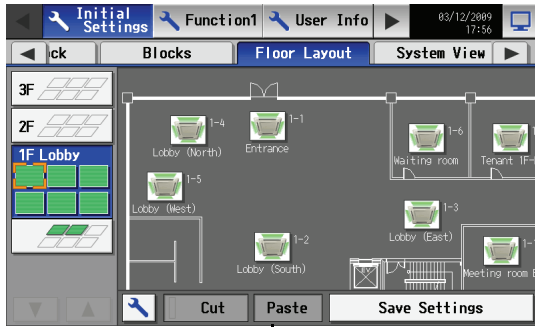 Initial
Settings
Function1
User Info
03/12/2009
17:56
ck
Blocks
Floor Layout
System View
3F
2F
1F Lobby
1-4
Lobby (North)
1-1
Entrance
1-6
Waiting room
Tenant 1F-
1-5
Lobby (West)
1-3
Lobby (East)
1-2
Lobby (South)
1-
Meeting room
EV
Cut
Paste
Save Settings